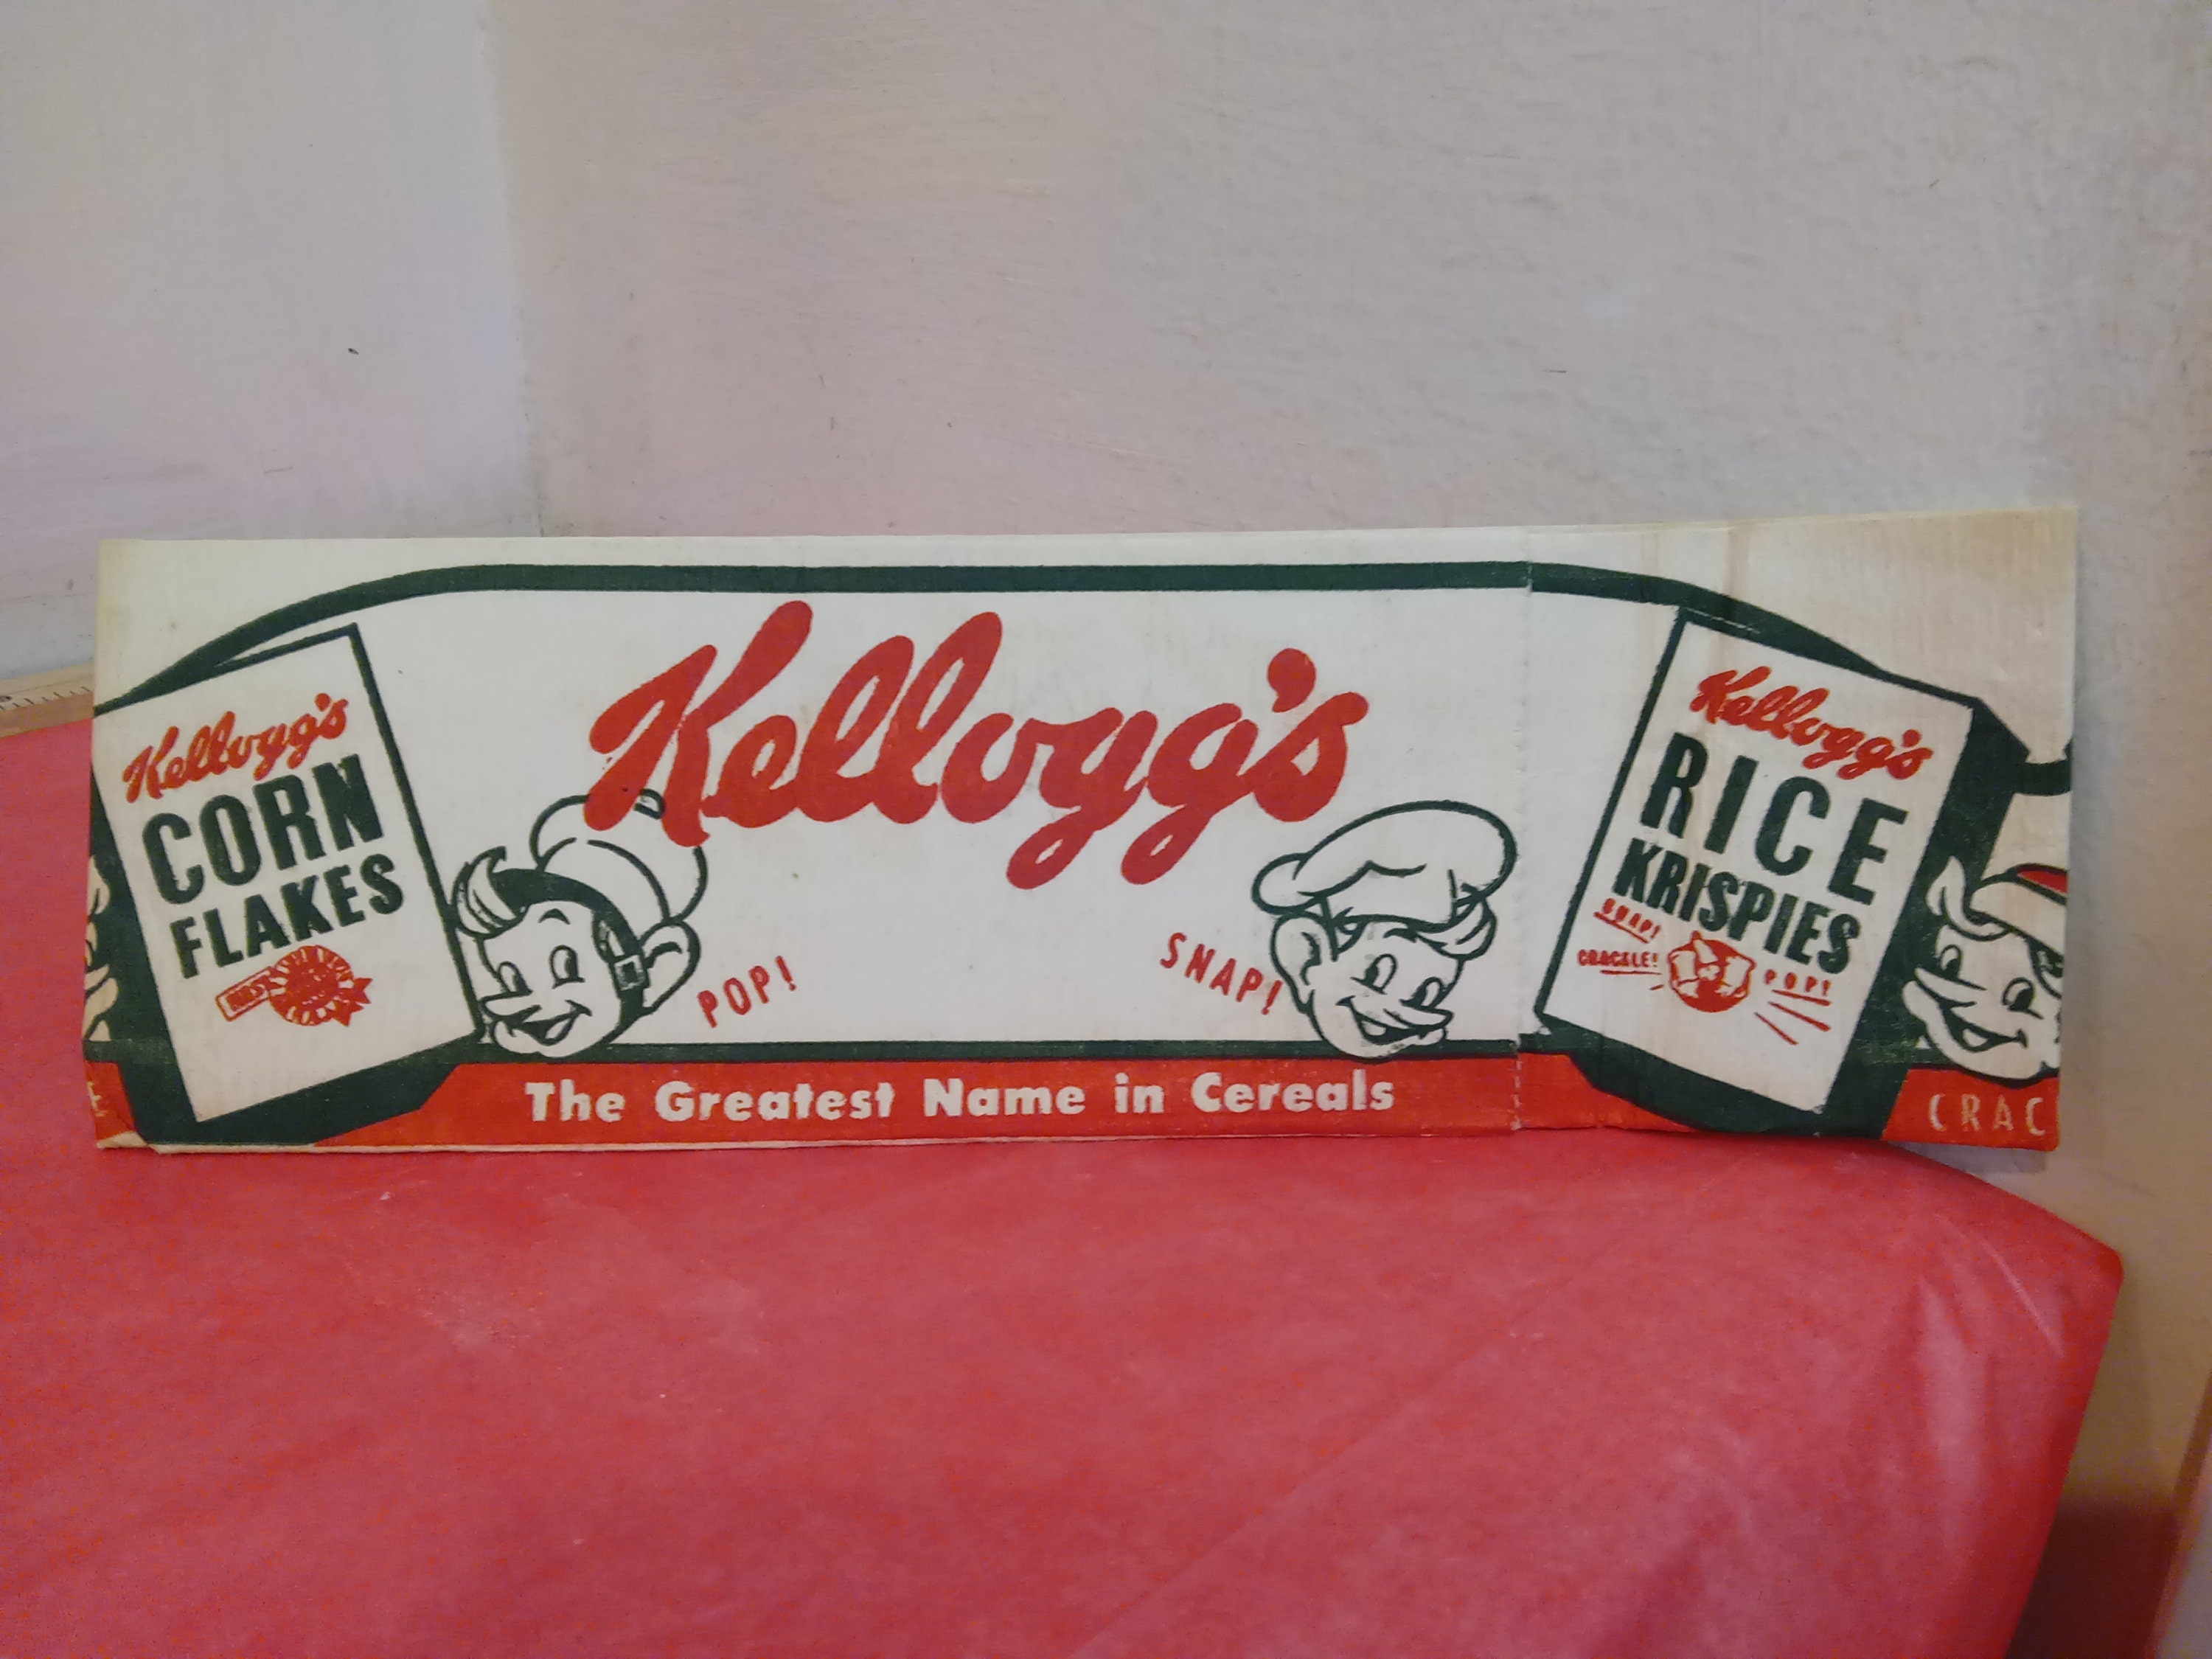 Kellogg's
CORN
FLAKES
Kellogg's
POP!
SNAP!
The Greatest Name in Cereals
Kellogg's
RICE
KRISPIES
SNAP!
CRACKLE!
POP!
CRAC
E